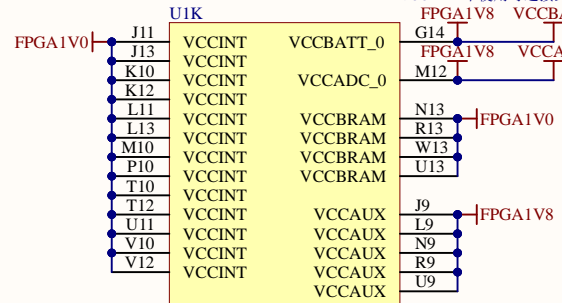 U1K
FPGA1V8 VCCB
FPGA1V0 J11 VCCINT VCCBATT_0 G14
J13 VCCINT FPGA1V8 VCCA
K10 VCCINT VCCADC_0 M12
K12 VCCINT
L11 VCCINT VCCBRAM N13 FPGA1V0
L13 VCCINT VCCBRAM R13
M10 VCCINT VCCBRAM W13
P10 VCCINT VCCBRAM U13
T10 VCCINT
T12 VCCINT VCCAUX J9 FPGA1V8
U11 VCCINT VCCAUX L9
V10 VCCINT VCCAUX N9
V12 VCCINT VCCAUX R9
VCCAUX U9